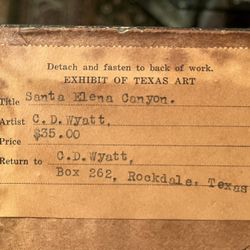 Detach and fasten to back of work.
EXHIBIT OF TEXAS ART
Title Santa Elena Canyon.
Artist C.D.Wyatt,
Price $35.00
Return to C.D.Wyatt,
Box 262, Rockdale, Texas